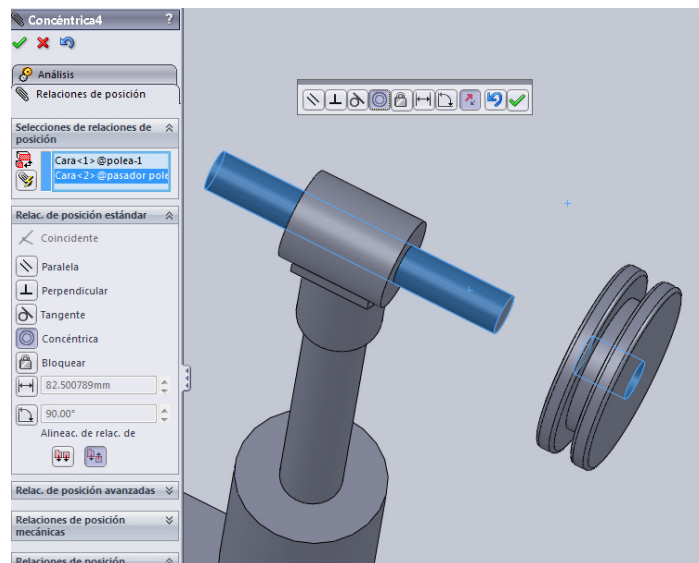 Concéntrica4 ?
Análisis
Relaciones de posición
Selecciones de relaciones de
posición
Cara<1>@polea-1
Cara<2>@pasador pole
Relac. de posición estándar
Coincidente
Paralela
Perpendicular
Tangente
Concéntrica
Bloquear
82.500789mm
90.00°
Alineac. de relac. de
Relac. de posición avanzadas
Relaciones de posición
mecánicas
Relaciones de posición